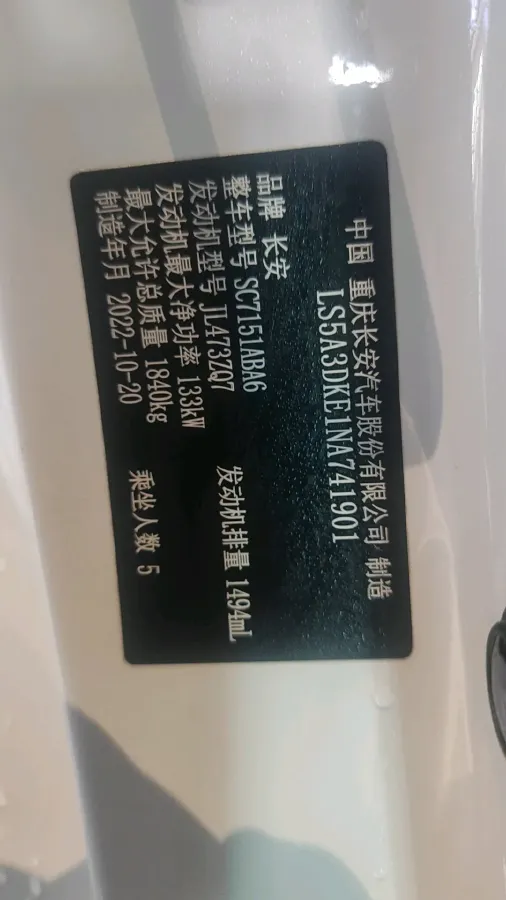 中国 重庆长安汽车股份有限公司 制造
LS5A3DKE1NA741901
品牌 长安
整车型号 SC7151ABA6
发动机型号 JL473ZQ7 发动机排量 1494mL
发动机最大净功率 133kW
最大允许总质量 1840kg 乘坐人数 5
制造年月 2022-10-20